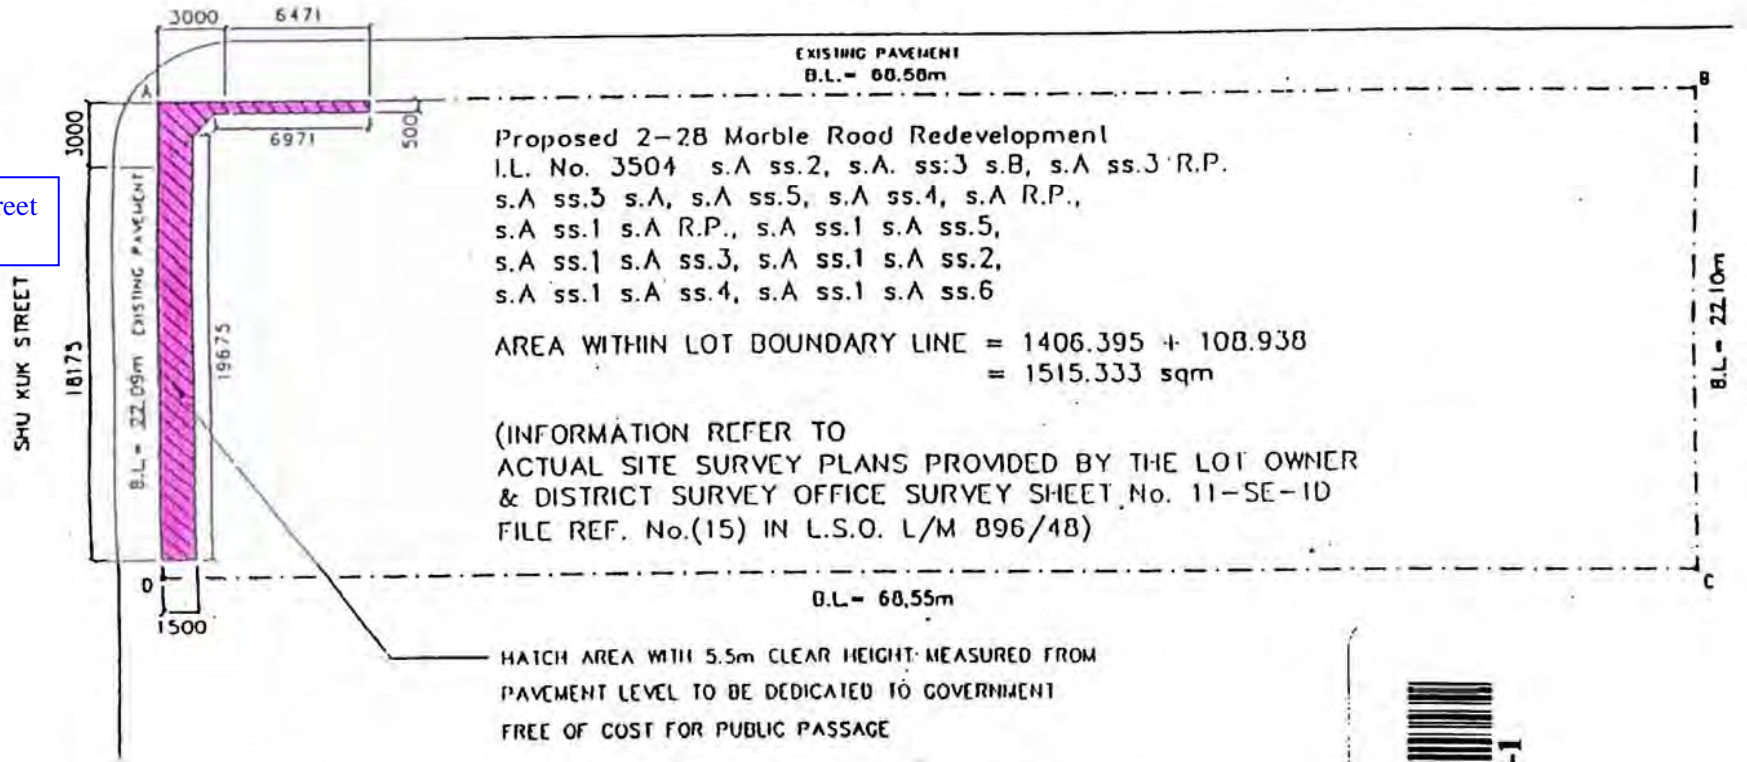 3000 6471
EXISTING PAVEMENT
B.L.- 68.58m
A
B
3000
6971
500
Proposed 2-28 Marble Road Redevelopment
I.L. No. 3504 s.A ss.2, s.A. ss.3 s.B, s.A ss.3 R.P.
s.A ss.3 s.A, s.A ss.5, s.A ss.4, s.A R.P.,
s.A ss.1 s.A R.P., s.A ss.1 s.A ss.5,
s.A ss.1 s.A ss.3, s.A ss.1 s.A ss.2,
s.A ss.1 s.A ss.4, s.A ss.1 s.A ss.6
reet
SHU KUK STREET
18175
B.L- 22.09m EXISTING PAVEMENT
19675
B.L- 22.10m
AREA WITHIN LOT BOUNDARY LINE = 1406.395 + 108.938
= 1515.333 sqm
(INFORMATION REFER TO
ACTUAL SITE SURVEY PLANS PROVIDED BY THE LOT OWNER
& DISTRICT SURVEY OFFICE SURVEY SHEET No. 11-SE-1D
FILE REF. No.(15) IN L.S.O. L/M 896/48)
D
C
B.L- 68.55m
1500
HATCH AREA WITH 5.5m CLEAR HEIGHT MEASURED FROM
PAVEMENT LEVEL TO BE DEDICATED TO GOVERNMENT
FREE OF COST FOR PUBLIC PASSAGE
-1